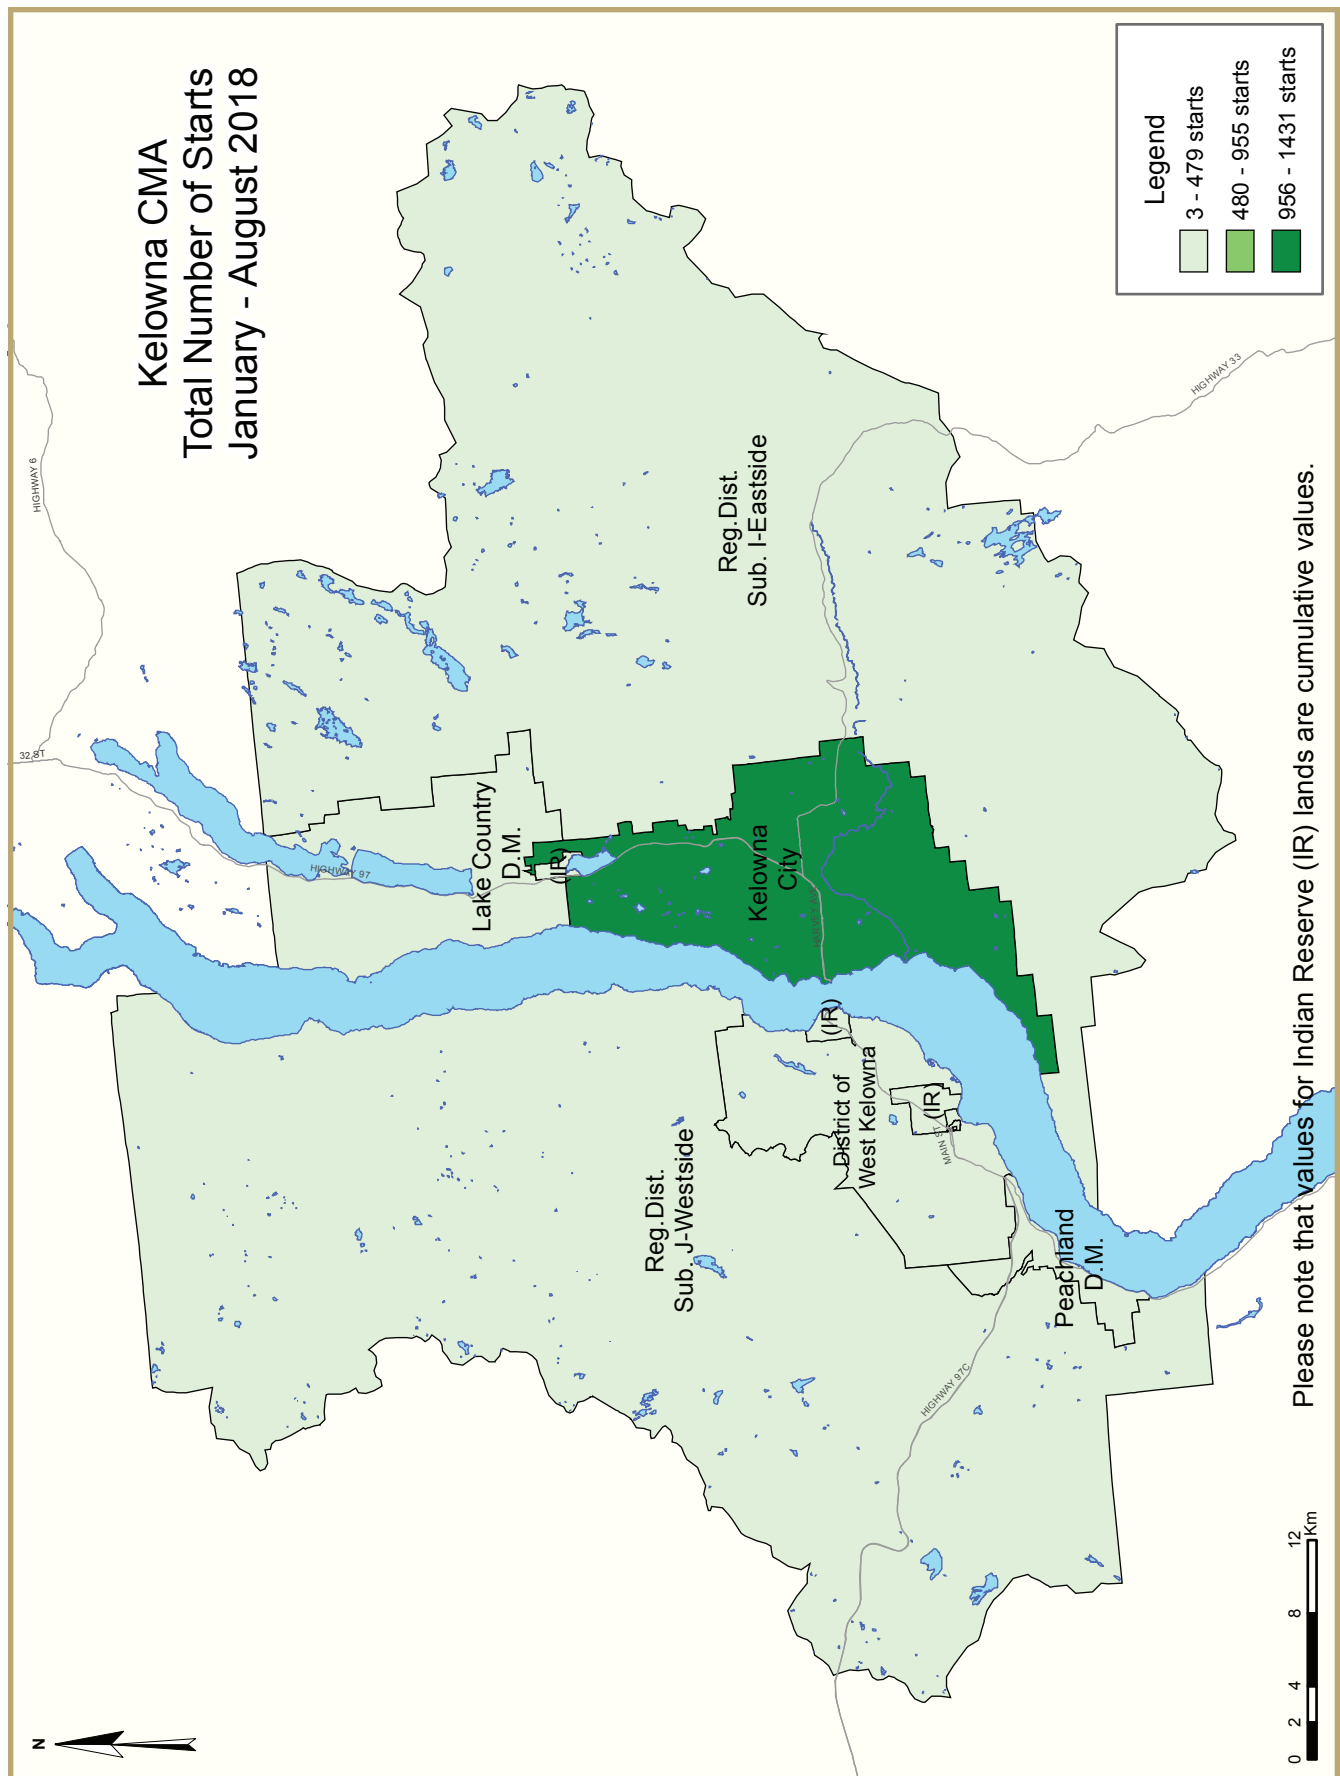 Kelowna CMA
Total Number of Starts
January - August 2018
Legend
3 - 479 starts
480 - 955 starts
956 - 1431 starts
HIGHWAY 6
32 ST
HIGHWAY 97
Lake Country
D.M.
(IR)
Reg.Dist.
Sub. I-Eastside
HIGHWAY 33
Kelowna
City
(IR)
District of
West Kelowna
(IR)
MAIN ST
Reg.Dist.
Sub. J-Westside
Peachland
D.M.
HIGHWAY 97C
N
0 2 4 8 12
Km
Please note that values for Indian Reserve (IR) lands are cumulative values.